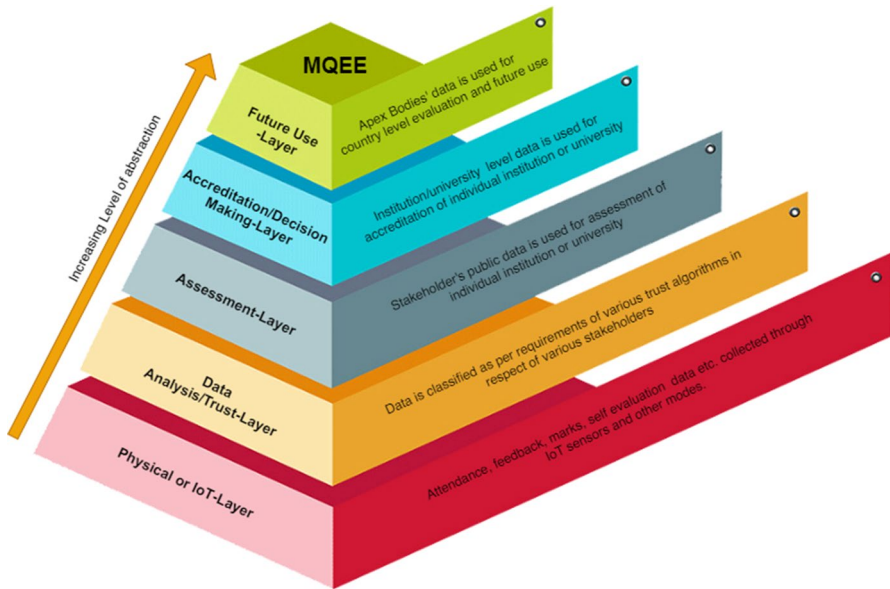 MQEE
Increasing Level of abstraction
Future Use
-Layer
Apex Bodies' data is used for
country level evaluation and future use
Accreditation/Decision
Making-Layer
Institution/university level data is used for
accreditation of individual institution or university
Assessment-Layer
Stakeholder's public data is used for assessment of
individual institution or university
Data
Analysis/Trust-Layer
Data is classified as per requirements of various trust algorithms in
respect of various stakeholders
Physical or IoT-Layer
Attendance, feedback, marks, self evaluation data etc. collected through
IoT sensors and other modes.